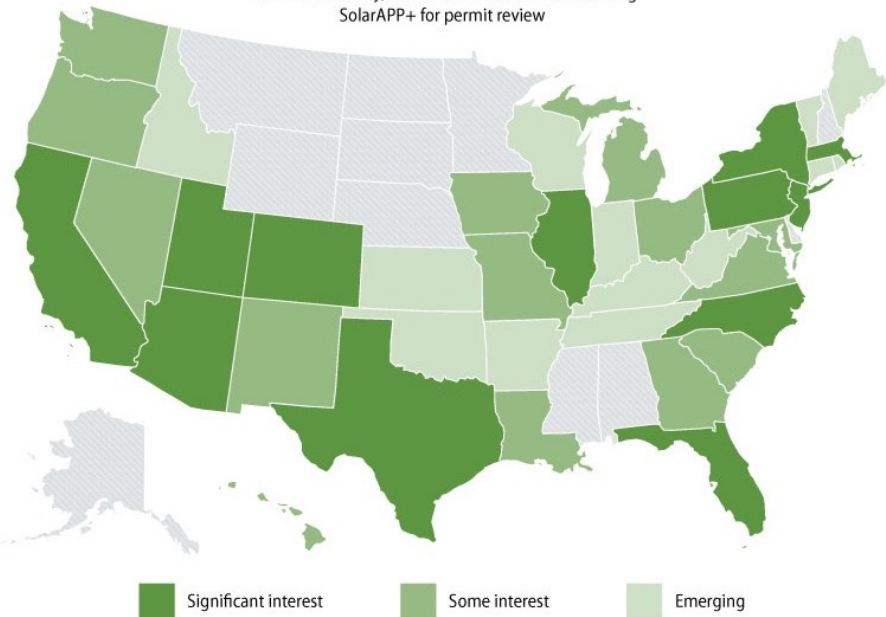 SolarAPP+ for permit review
Significant interest
Some interest
Emerging